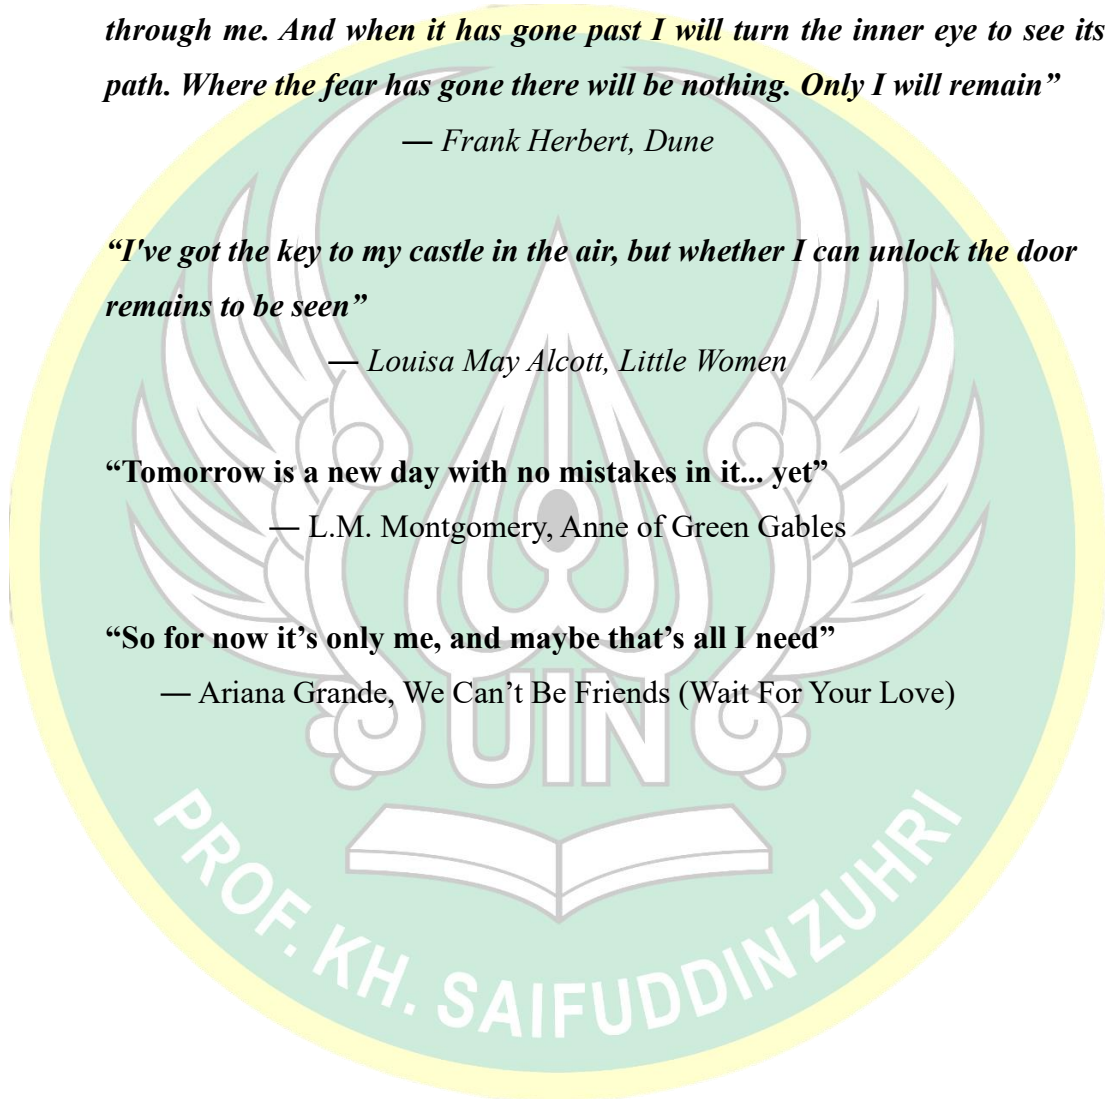 through me. And when it has gone past I will turn the inner eye to see its
path. Where the fear has gone there will be nothing. Only I will remain”
— Frank Herbert, Dune
“I've got the key to my castle in the air, but whether I can unlock the door
remains to be seen”
— Louisa May Alcott, Little Women
“Tomorrow is a new day with no mistakes in it... yet”
— L.M. Montgomery, Anne of Green Gables
“So for now it’s only me, and maybe that’s all I need”
— Ariana Grande, We Can’t Be Friends (Wait For Your Love)
UIN
PROF. KH. SAIFUDDIN ZUHRI